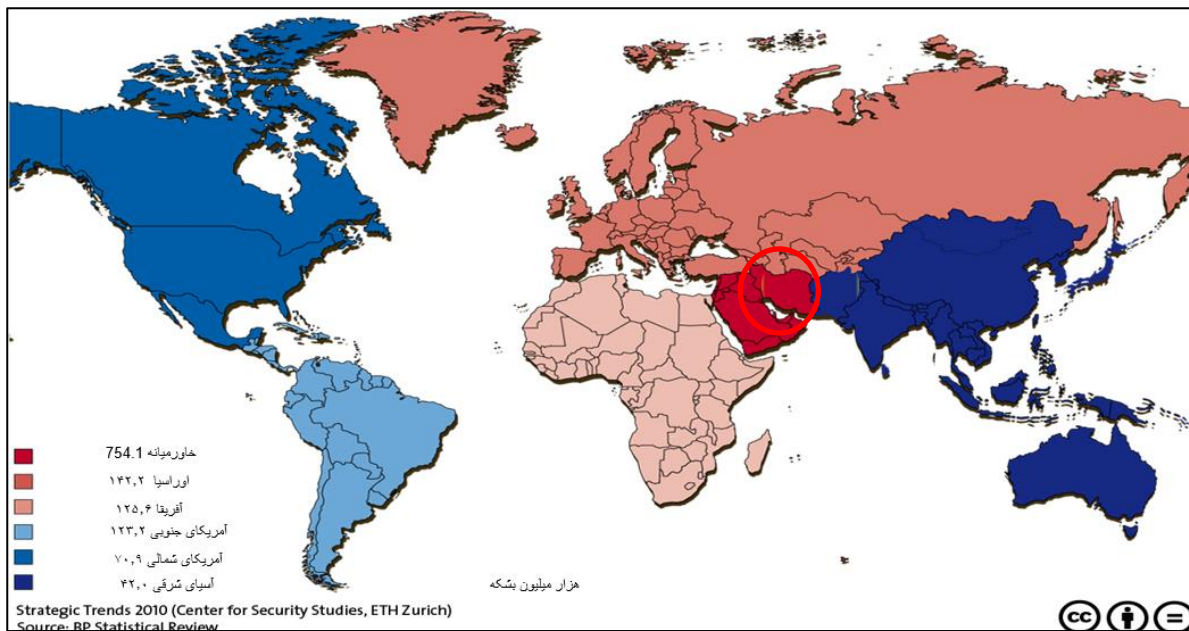 خاورمیانه 754.1
اوراسیا ۱۴۲,۲
آفریقا ۱۲۵,۶
آمریکای جنوبی ۱۲۳,۲
آمریکای شمالی ۷۰,۹
آسیای شرقی ۴۲,۰
هزار میلیون بشکه
Strategic Trends 2010 (Center for Security Studies, ETH Zurich)
Source: BP Statistical Review
cc